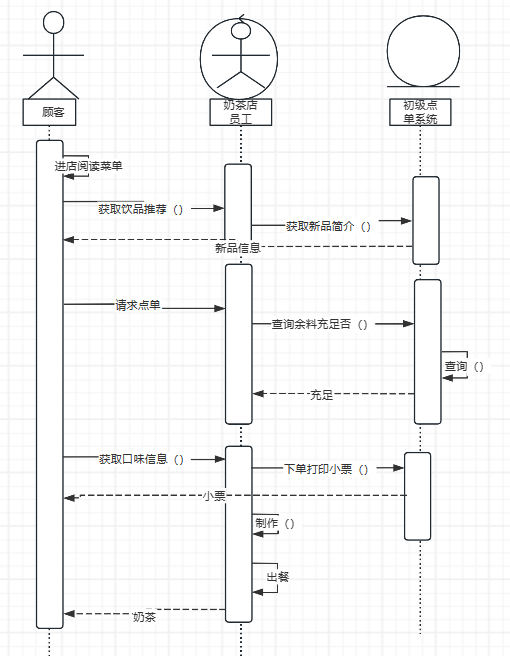 顾客
奶茶店
员工
初级点
单系统
进店阅读菜单
获取饮品推荐（）
获取新品简介（）
新品信息
请求点单
查询余料充足否（）
查询（）
充足
获取口味信息（）
下单打印小票（）
小票
制作（）
出餐
奶茶